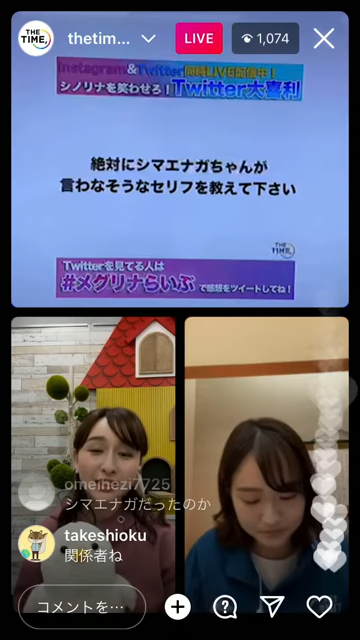 THE TIME,
thetim...
LIVE
1,074
Instagram&Twitter同時LIVE配信中!
シノリナを笑わせろ!Twitter大喜利
絶対にシマエナガちゃんが
言わなそうなセリフを教えて下さい
THE TIME,
Twitterを見てる人は
#メグリナらいぶ で感想をツイートしてね!
omeihezi7725
シマエナガだったのか
takeshioku
関係者ね
コメントを…